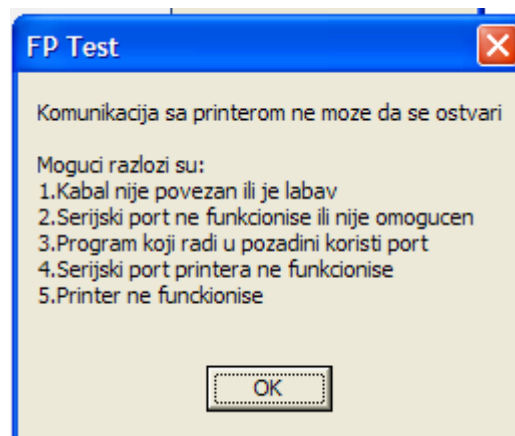 FP Test
Komunikacija sa printerom ne moze da se ostvari
Moguci razlozi su:
1.Kabal nije povezan ili je labav
2.Serijski port ne funkcionise ili nije omogucen
3.Program koji radi u pozadini koristi port
4.Serijski port printera ne funkcionise
5.Printer ne funckionise
OK